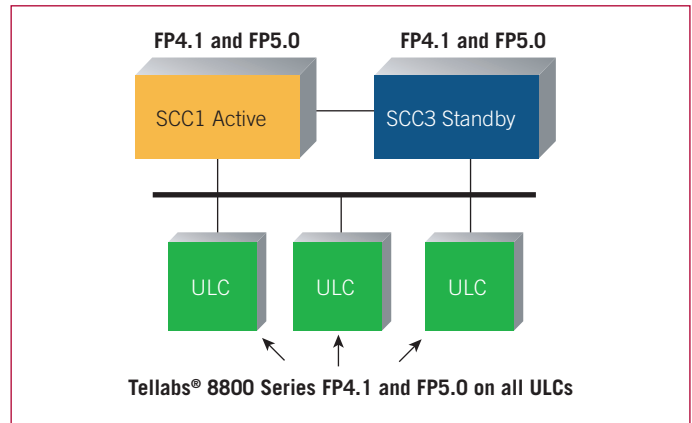 FP4.1 and FP5.0 FP4.1 and FP5.0
SCC1 Active SCC3 Standby
ULC ULC ULC
Tellabs® 8800 Series FP4.1 and FP5.0 on all ULCs